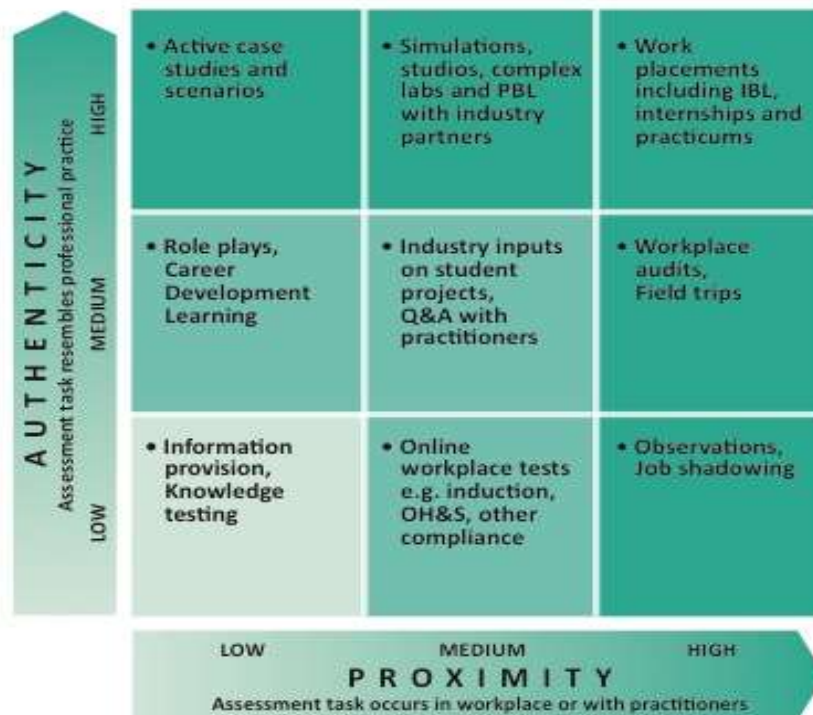 AUTHENTICITY
Assessment task resembles professional practice
HIGH
MEDIUM
LOW
• Active case
studies and
scenarios
• Simulations,
studios, complex
labs and PBL
with industry
partners
• Work
placements
including IBL,
internships and
practicums
• Role plays,
Career
Development
Learning
• Industry inputs
on student
projects,
Q&A with
practitioners
• Workplace
audits,
Field trips
• Information
provision,
Knowledge
testing
• Online
workplace tests
e.g. induction,
OH&S, other
compliance
• Observations,
Job shadowing
LOW MEDIUM HIGH
PROXIMITY
Assessment task occurs in workplace or with practitioners